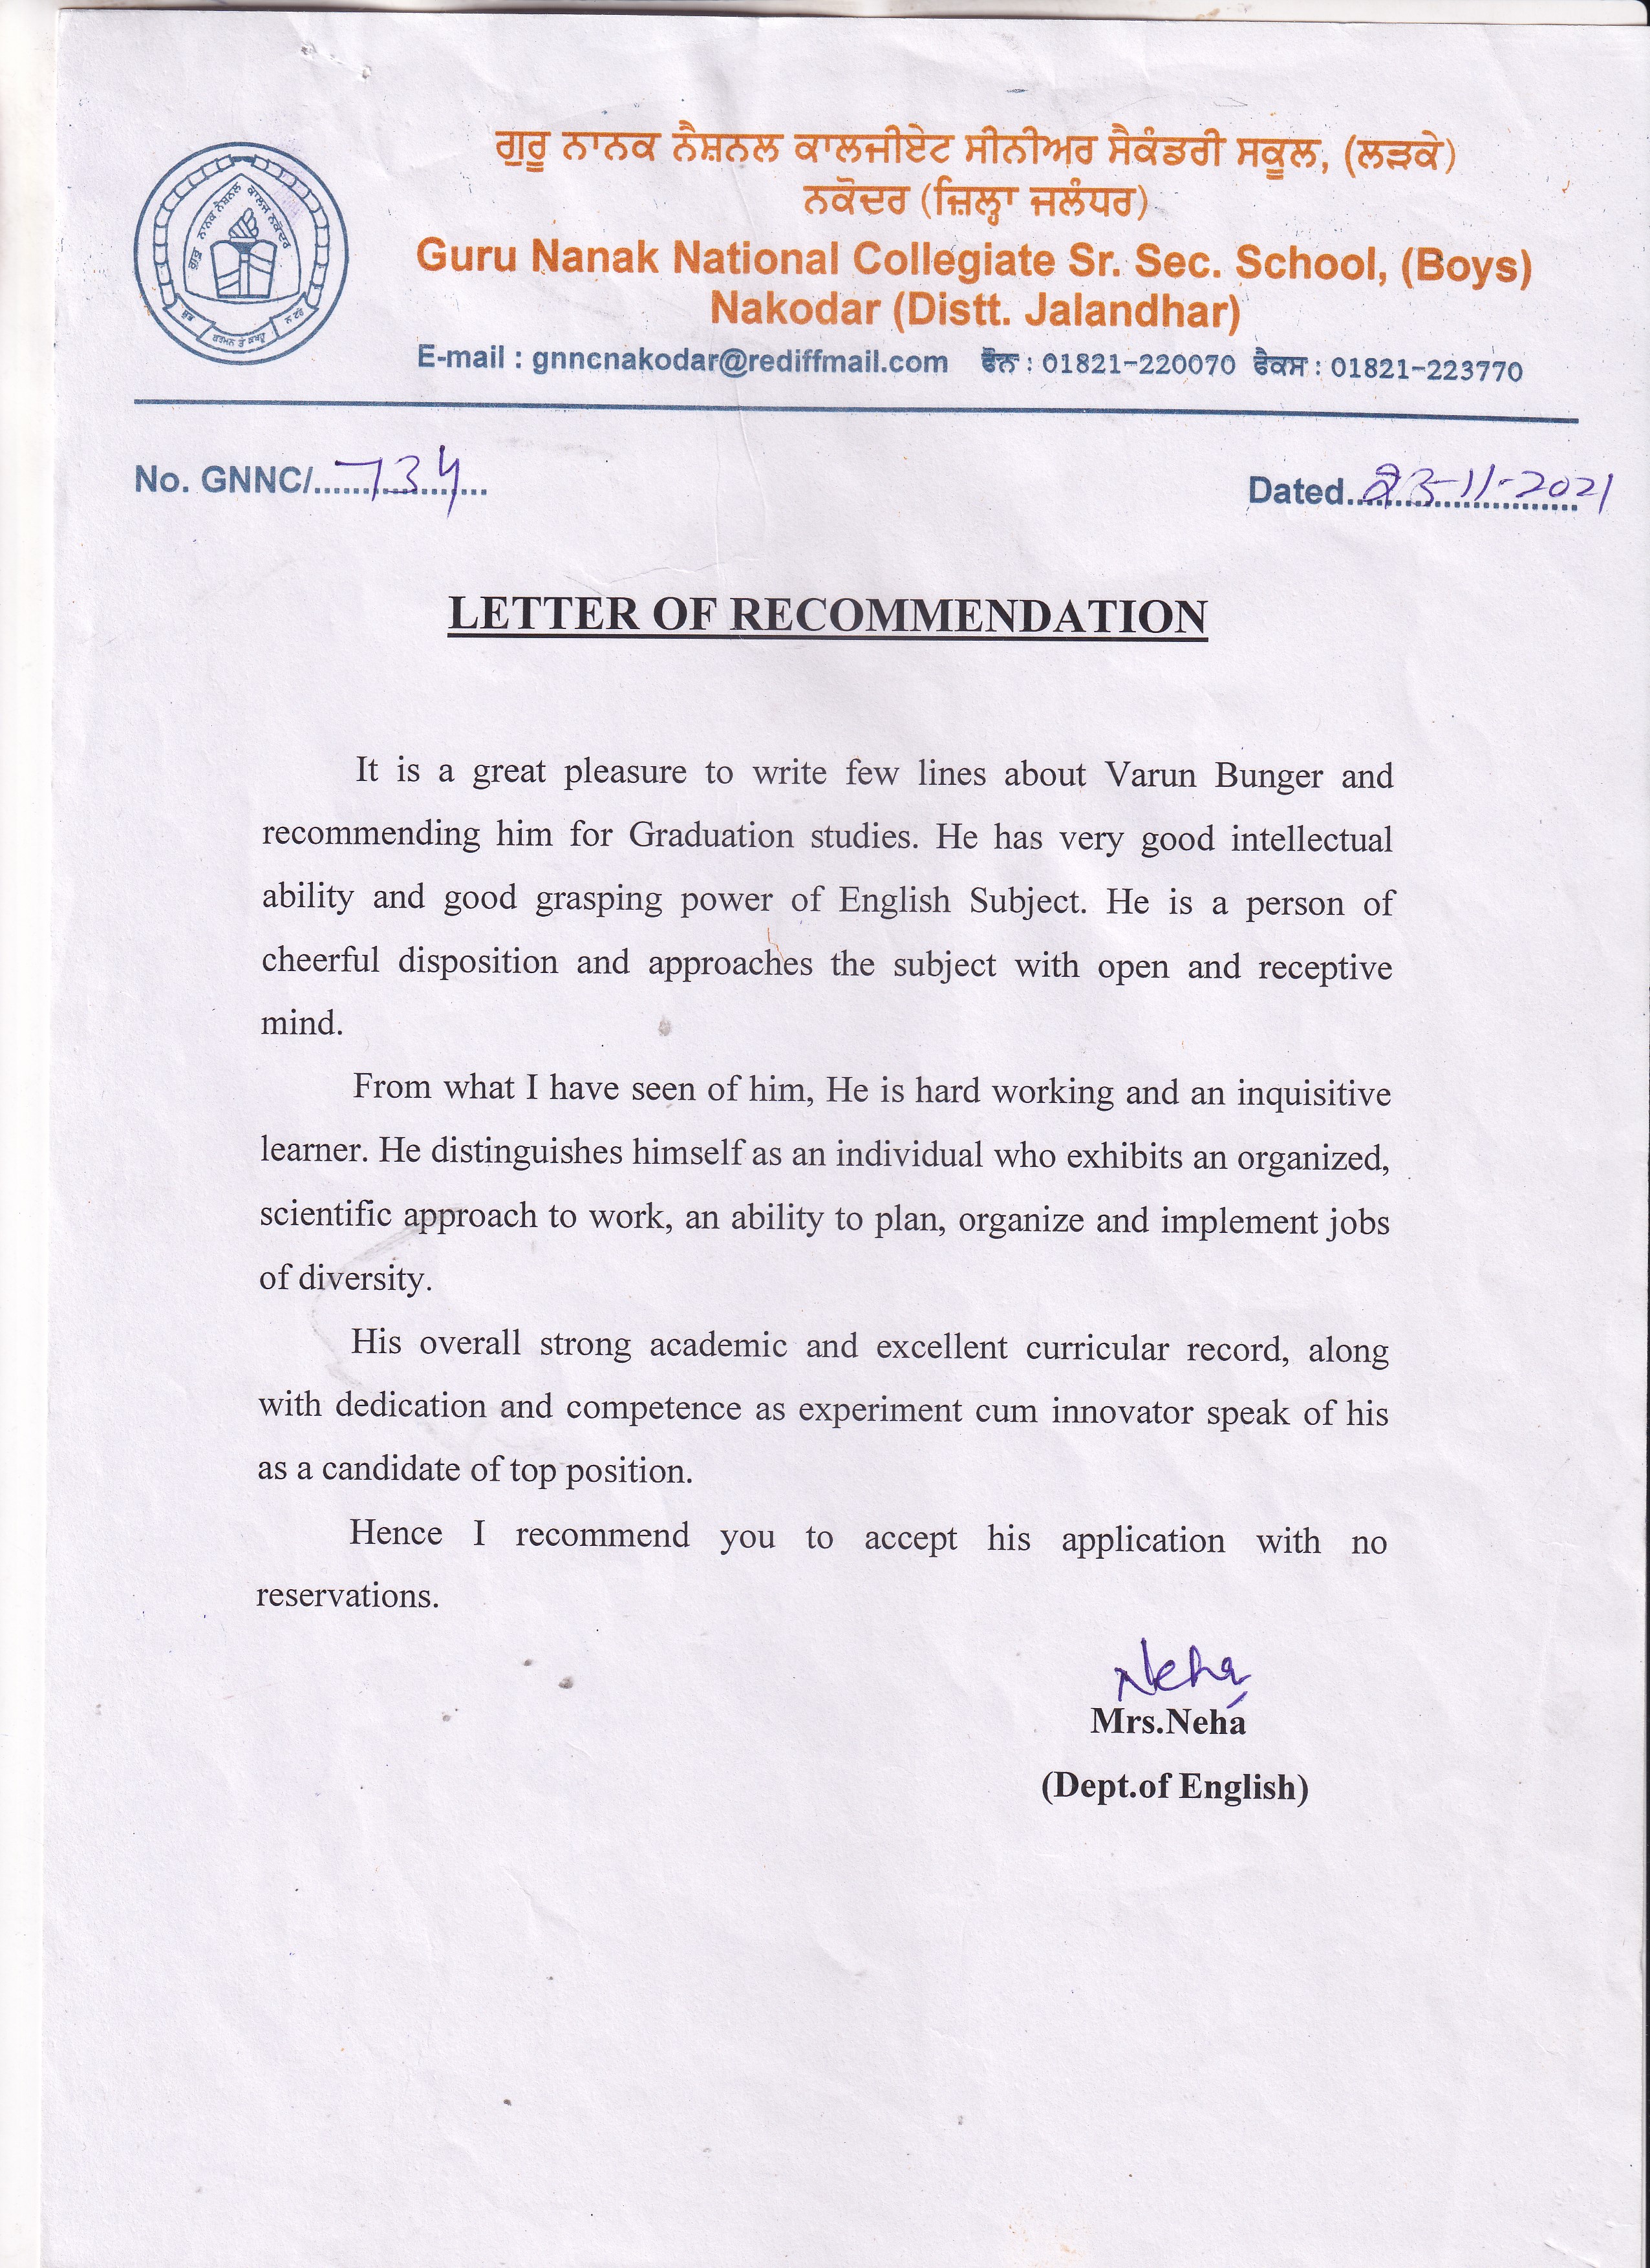 ਗੁਰੂ ਨਾਨਕ ਨੈਸ਼ਨਲ ਕਾਲਜੀਏਟ ਸੀਨੀਅਰ ਸੈਕੰਡਰੀ ਸਕੂਲ, (ਲੜਕੇ)
ਨਕੋਦਰ (ਜ਼ਿਲ੍ਹਾ ਜਲੰਧਰ)
Guru Nanak National Collegiate Sr. Sec. School, (Boys)
Nakodar (Distt. Jalandhar)
E-mail : gnncnakodar@rediffmail.com ਫੋਨ : 01821-220070 ਫੈਕਸ : 01821-223770
ਗੁਰੂ ਨਾਨਕ ਨੈਸ਼ਨਲ ਕਾਲਜ ਨਕੋਦਰ
No. GNNC/.....734.....
Dated.....23-11-2021
LETTER OF RECOMMENDATION
It is a great pleasure to write few lines about Varun Bunger and
recommending him for Graduation studies. He has very good intellectual
ability and good grasping power of English Subject. He is a person of
cheerful disposition and approaches the subject with open and receptive
mind.
From what I have seen of him, He is hard working and an inquisitive
learner. He distinguishes himself as an individual who exhibits an organized,
scientific approach to work, an ability to plan, organize and implement jobs
of diversity.
His overall strong academic and excellent curricular record, along
with dedication and competence as experiment cum innovator speak of his
as a candidate of top position.
Hence I recommend you to accept his application with no
reservations.
Neha
Mrs.Neha
(Dept.of English)